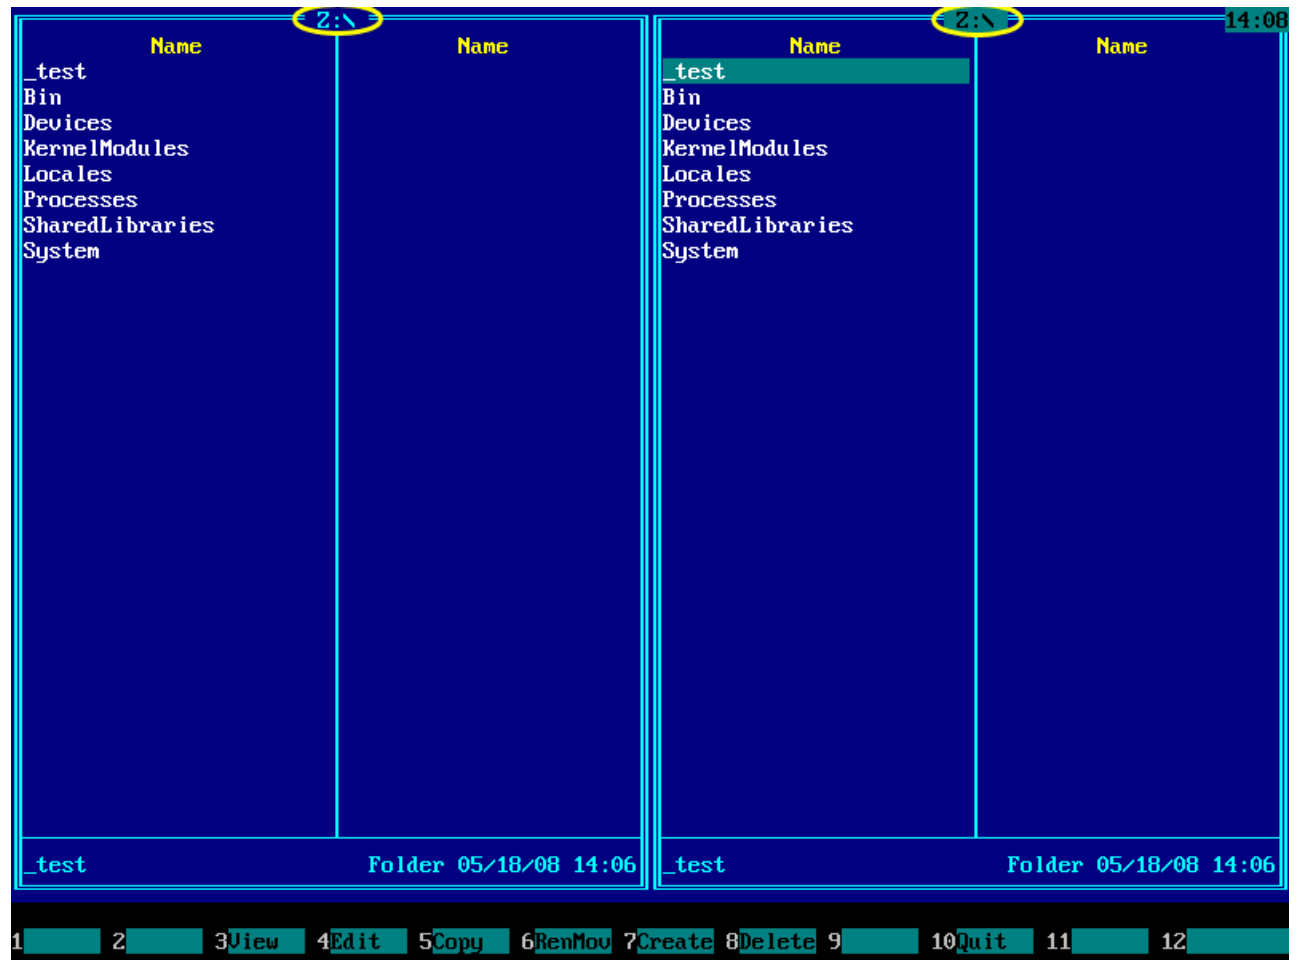 Z:\
Name Name
_test
Bin
Devices
KernelModules
Locales
Processes
SharedLibraries
System
_test Folder 05/18/08 14:06
Z:\ 14:08
Name Name
_test
Bin
Devices
KernelModules
Locales
Processes
SharedLibraries
System
_test Folder 05/18/08 14:06
1 2 3View 4Edit 5Copy 6RenMov 7Create 8Delete 9 10Quit 11 12